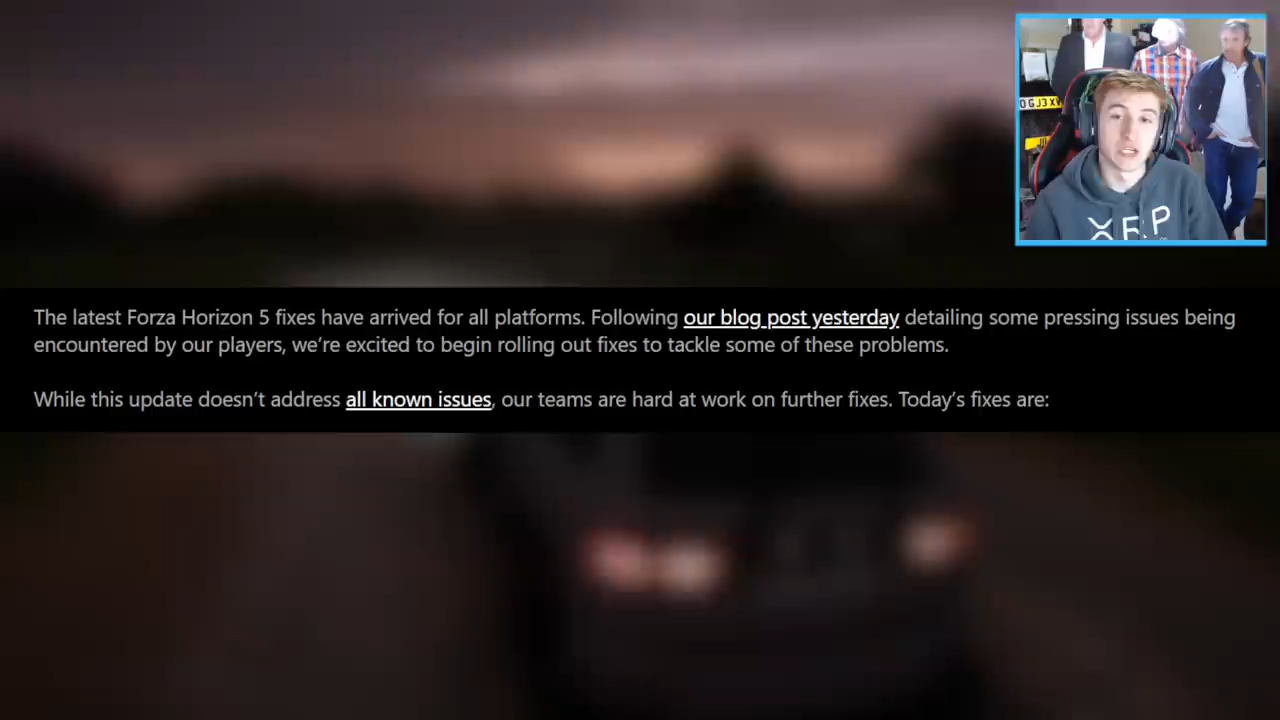 OGJ3 XW
XRP
The latest Forza Horizon 5 fixes have arrived for all platforms. Following our blog post yesterday detailing some pressing issues being
encountered by our players, we’re excited to begin rolling out fixes to tackle some of these problems.
While this update doesn’t address all known issues, our teams are hard at work on further fixes. Today’s fixes are: